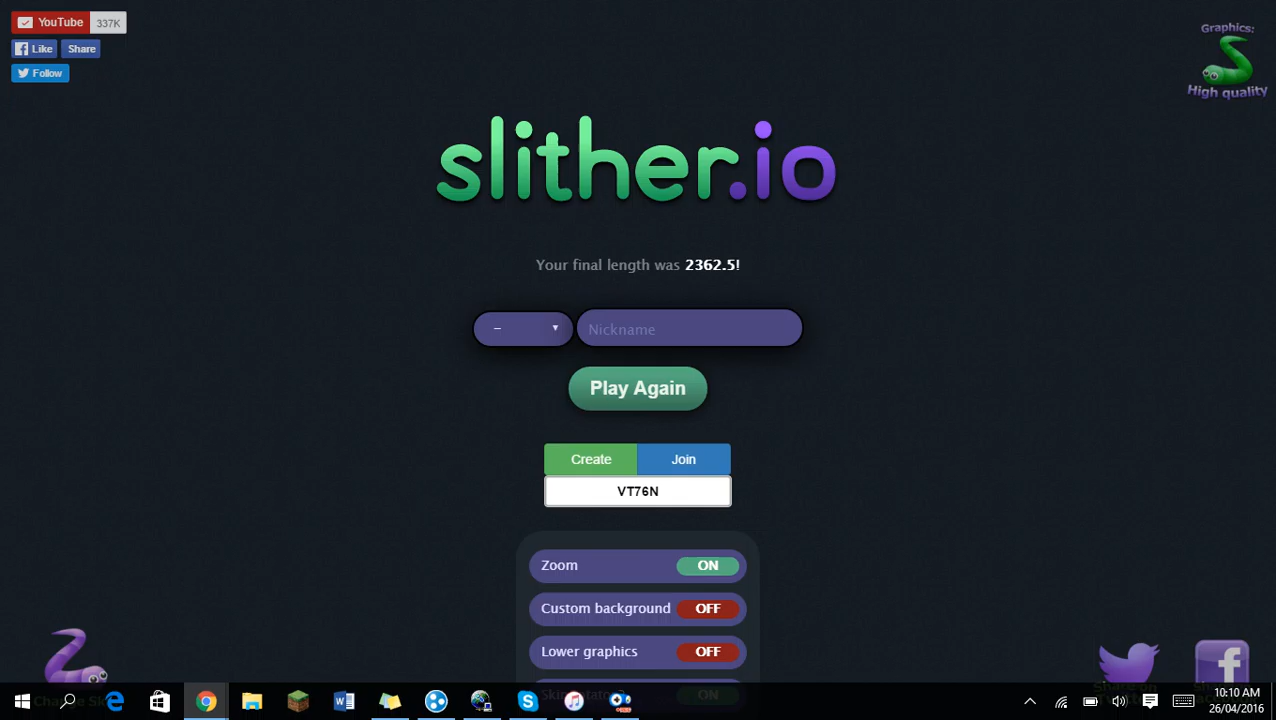 YouTube 337K
Like Share
Follow
Graphics:
High quality
slither.io
Your final length was 2362.5!
– Nickname
Play Again
Create Join
VT76N
Zoom ON
Custom background OFF
Lower graphics OFF
ON
10:10 AM
26/04/2016